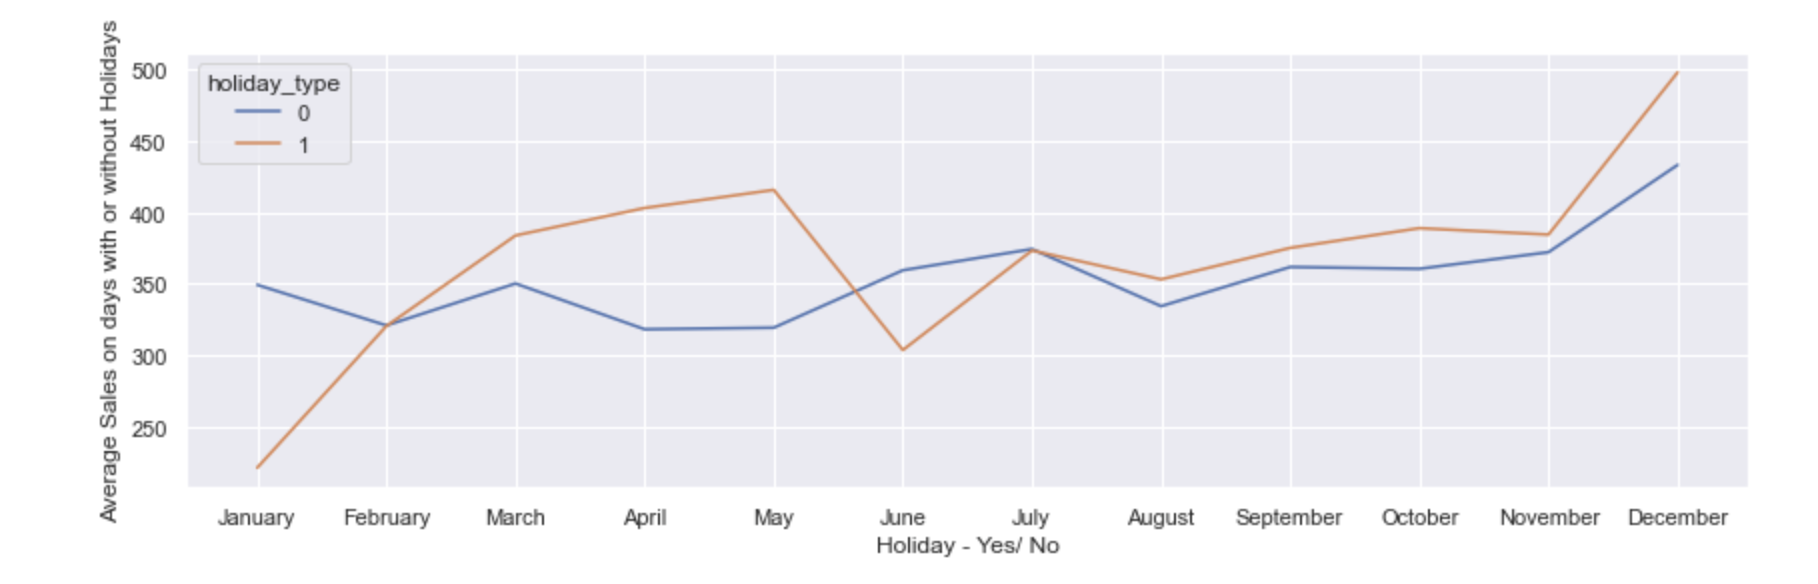 Average Sales on days with or without Holidays
500
450
400
350
300
250
holiday_type
0
1
January February March April May June July August September October November December
Holiday - Yes/ No